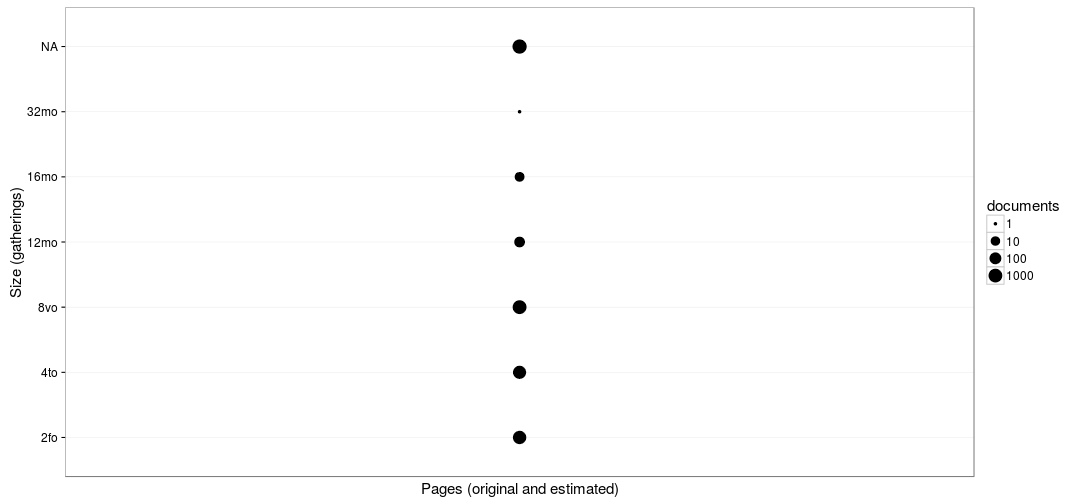 NA
32mo
16mo
12mo
8vo
4to
2fo
Size (gatherings)
Pages (original and estimated)
documents
1
10
100
1000